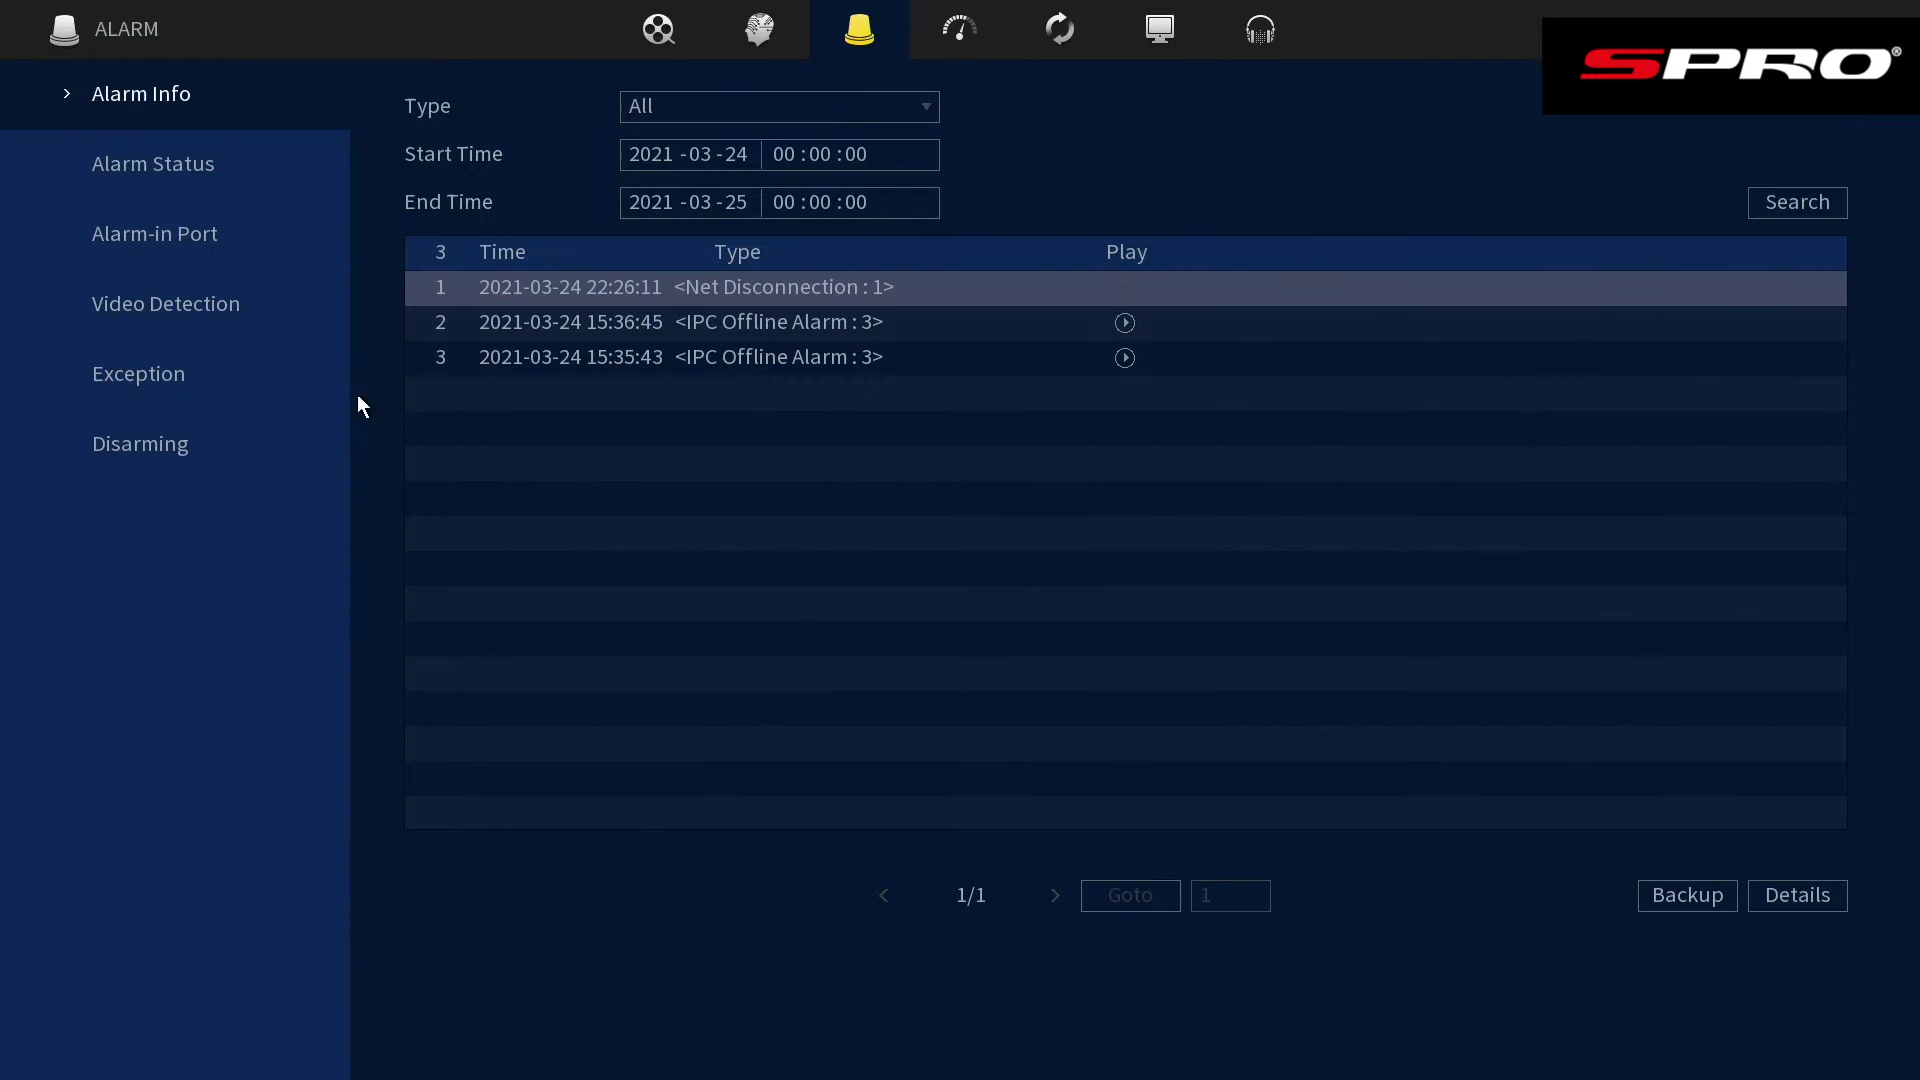 ALARM
SPRO®
Alarm Info
Alarm Status
Alarm-in Port
Video Detection
Exception
Disarming
Type All
Start Time 2021 -03 -24 00 : 00 : 00
End Time 2021 -03 -25 00 : 00 : 00
Search
3 Time Type Play
1 2021-03-24 22:26:11 <Net Disconnection : 1>
2 2021-03-24 15:36:45 <IPC Offline Alarm : 3>
3 2021-03-24 15:35:43 <IPC Offline Alarm : 3>
1/1 Goto 1
Backup Details